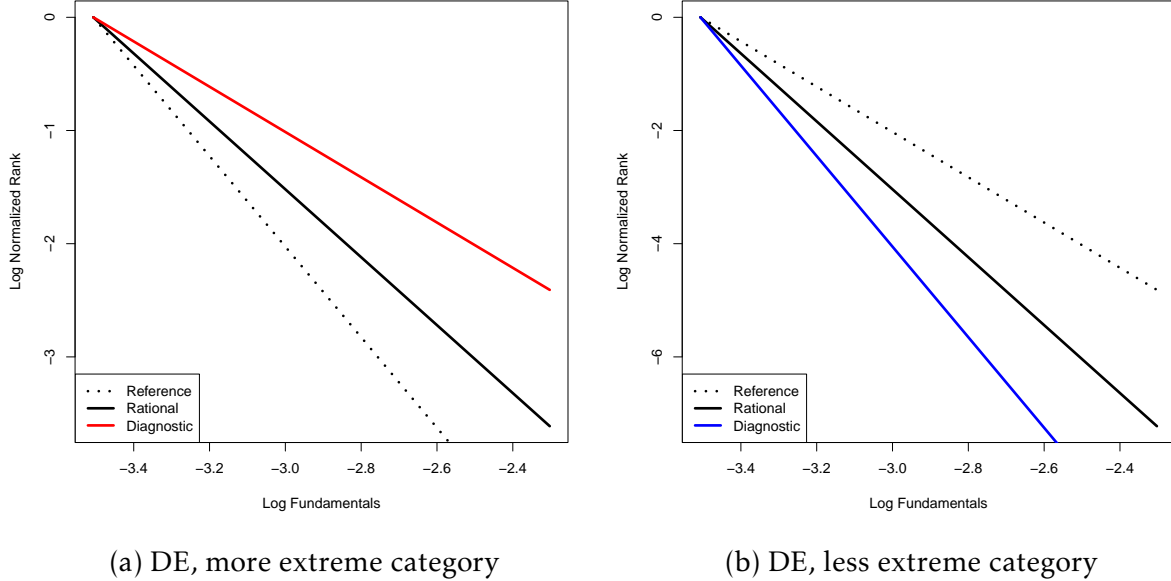 0
−1
−2
−3
Log Normalized Rank
Reference
Rational
Diagnostic
−3.4 −3.2 −3.0 −2.8 −2.6 −2.4
Log Fundamentals
(a) DE, more extreme category
0
−2
−4
−6
Log Normalized Rank
Reference
Rational
Diagnostic
−3.4 −3.2 −3.0 −2.8 −2.6 −2.4
Log Fundamentals
(b) DE, less extreme category